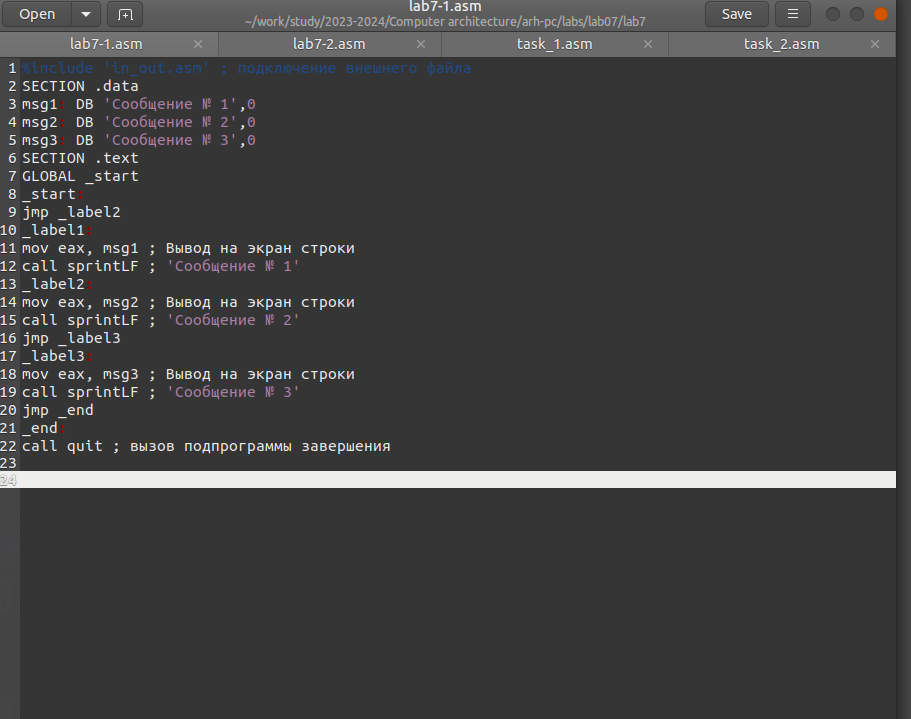 Open
lab7-1.asm
~/work/study/2023-2024/Computer architecture/arh-pc/labs/lab07/lab7
Save
lab7-1.asm × lab7-2.asm × task_1.asm × task_2.asm ×
1 %include 'in_out.asm' ; подключение внешнего файла
2 SECTION .data
3 msg1: DB 'Сообщение № 1',0
4 msg2: DB 'Сообщение № 2',0
5 msg3: DB 'Сообщение № 3',0
6 SECTION .text
7 GLOBAL _start
8 _start:
9 jmp _label2
10 _label1:
11 mov eax, msg1 ; Вывод на экран строки
12 call sprintLF ; 'Сообщение № 1'
13 _label2:
14 mov eax, msg2 ; Вывод на экран строки
15 call sprintLF ; 'Сообщение № 2'
16 jmp _label3
17 _label3:
18 mov eax, msg3 ; Вывод на экран строки
19 call sprintLF ; 'Сообщение № 3'
20 jmp _end
21 _end:
22 call quit ; вызов подпрограммы завершения
23
24